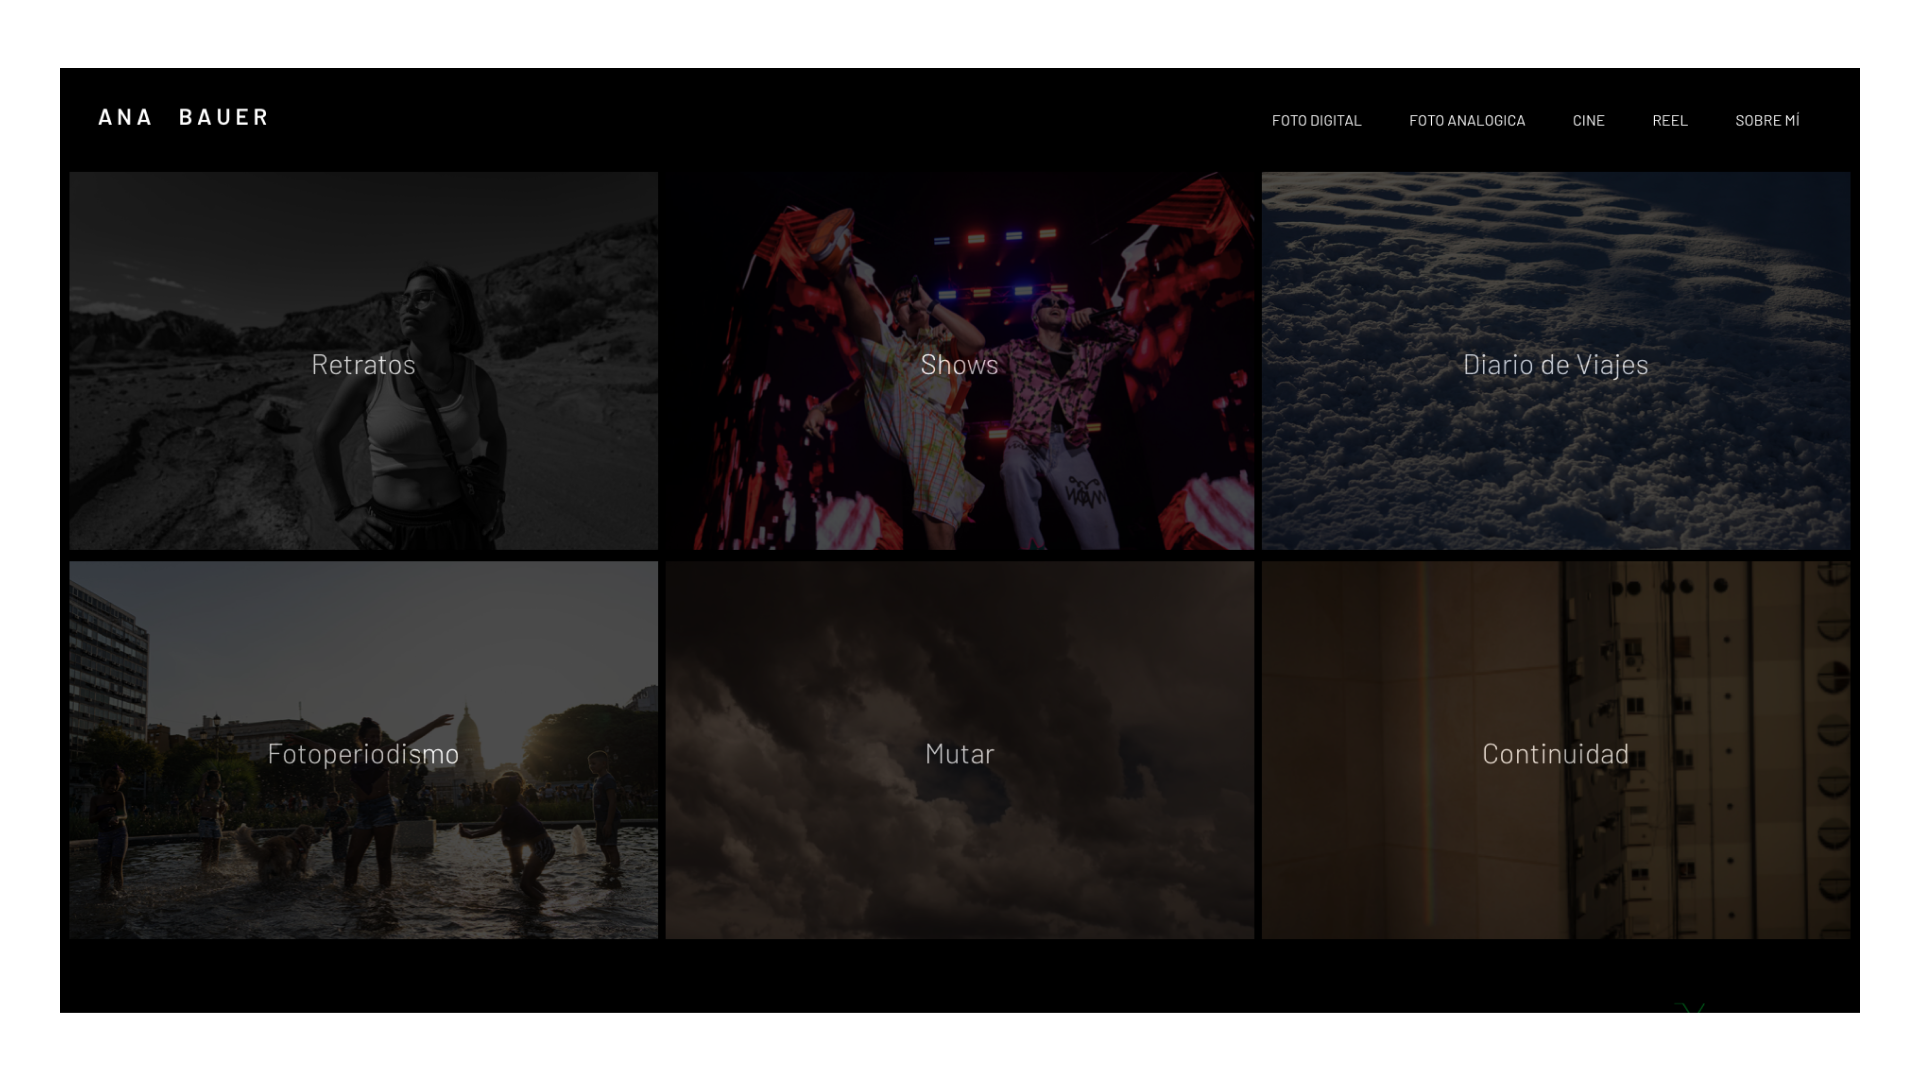 ANA BAUER
FOTO DIGITAL
FOTO ANALOGICA
CINE
REEL
SOBRE MÍ
Retratos
Shows
Diario de Viajes
Fotoperiodismo
Mutar
Continuidad